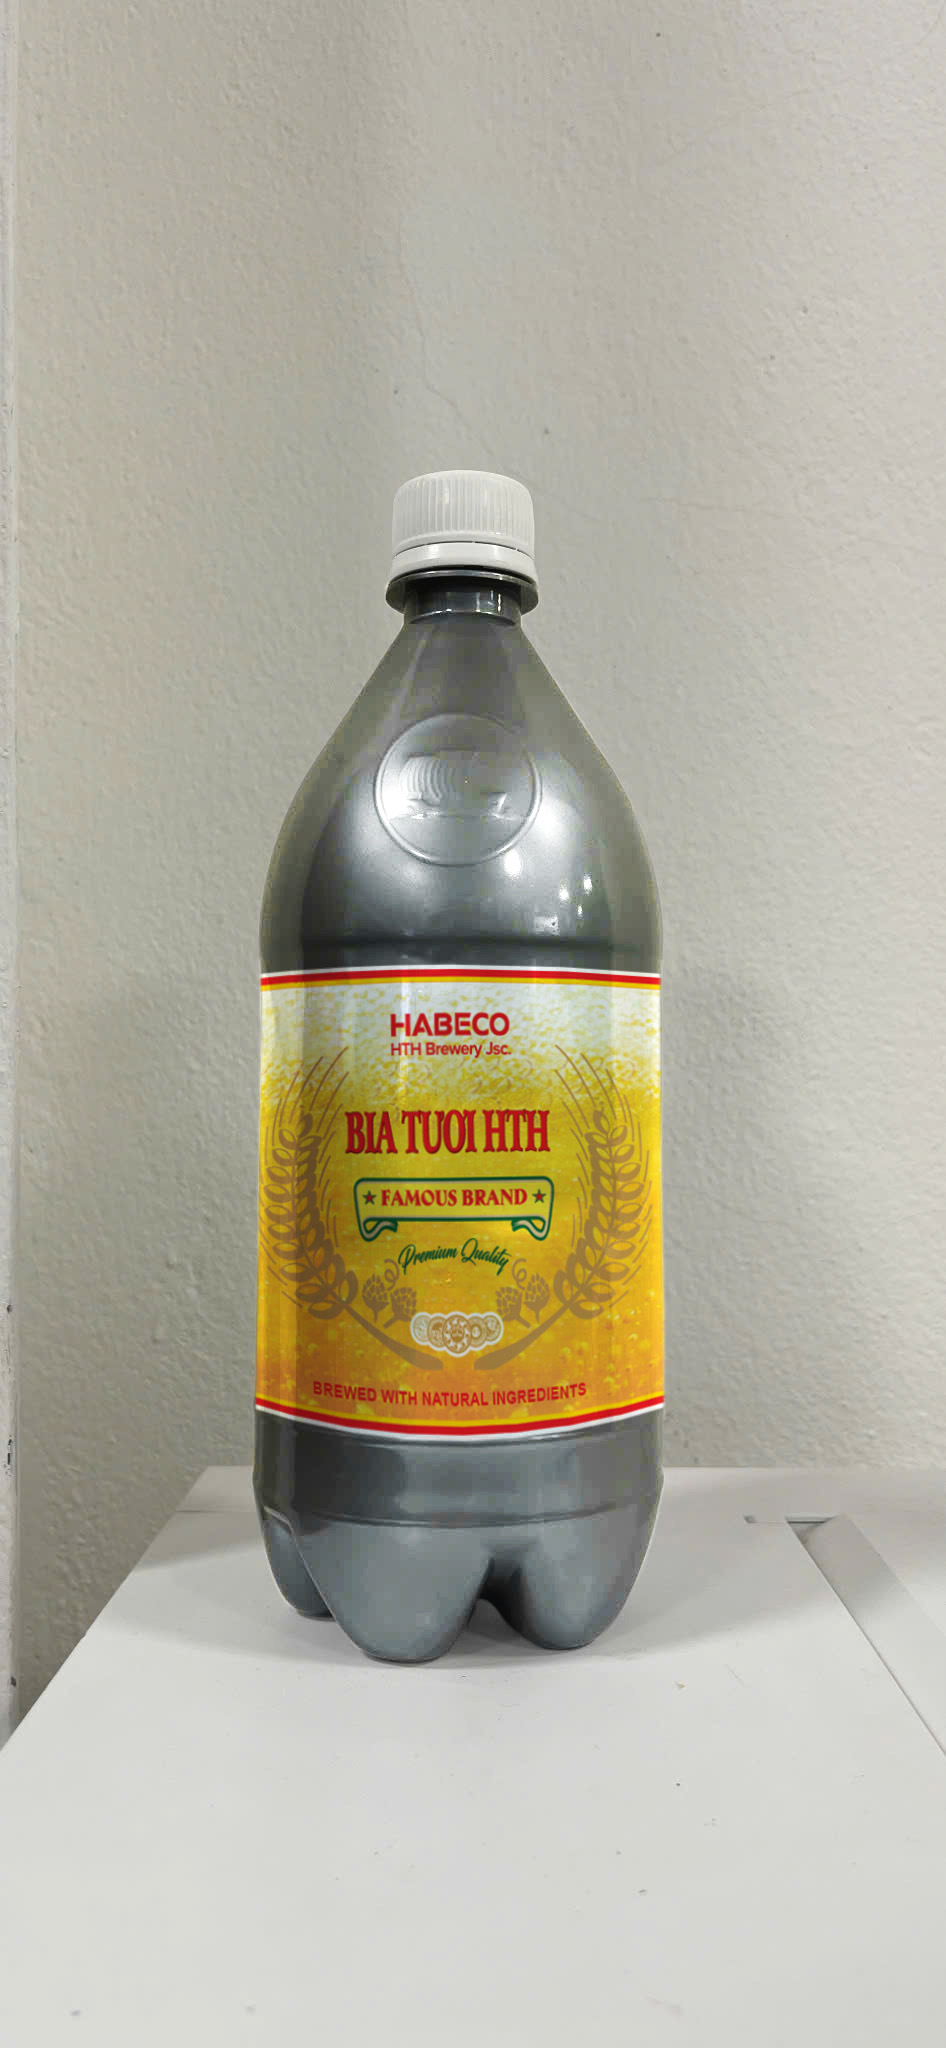 HABECO
HTH Brewery Jsc.
BIA TUOI HTH
★ FAMOUS BRAND ★
Premium Quality
BREWED WITH NATURAL INGREDIENTS